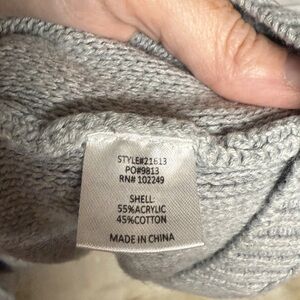 STYLE#21613
PO#9813
RN# 102249
SHELL:
55%ACRYLIC
45%COTTON
MADE IN CHINA